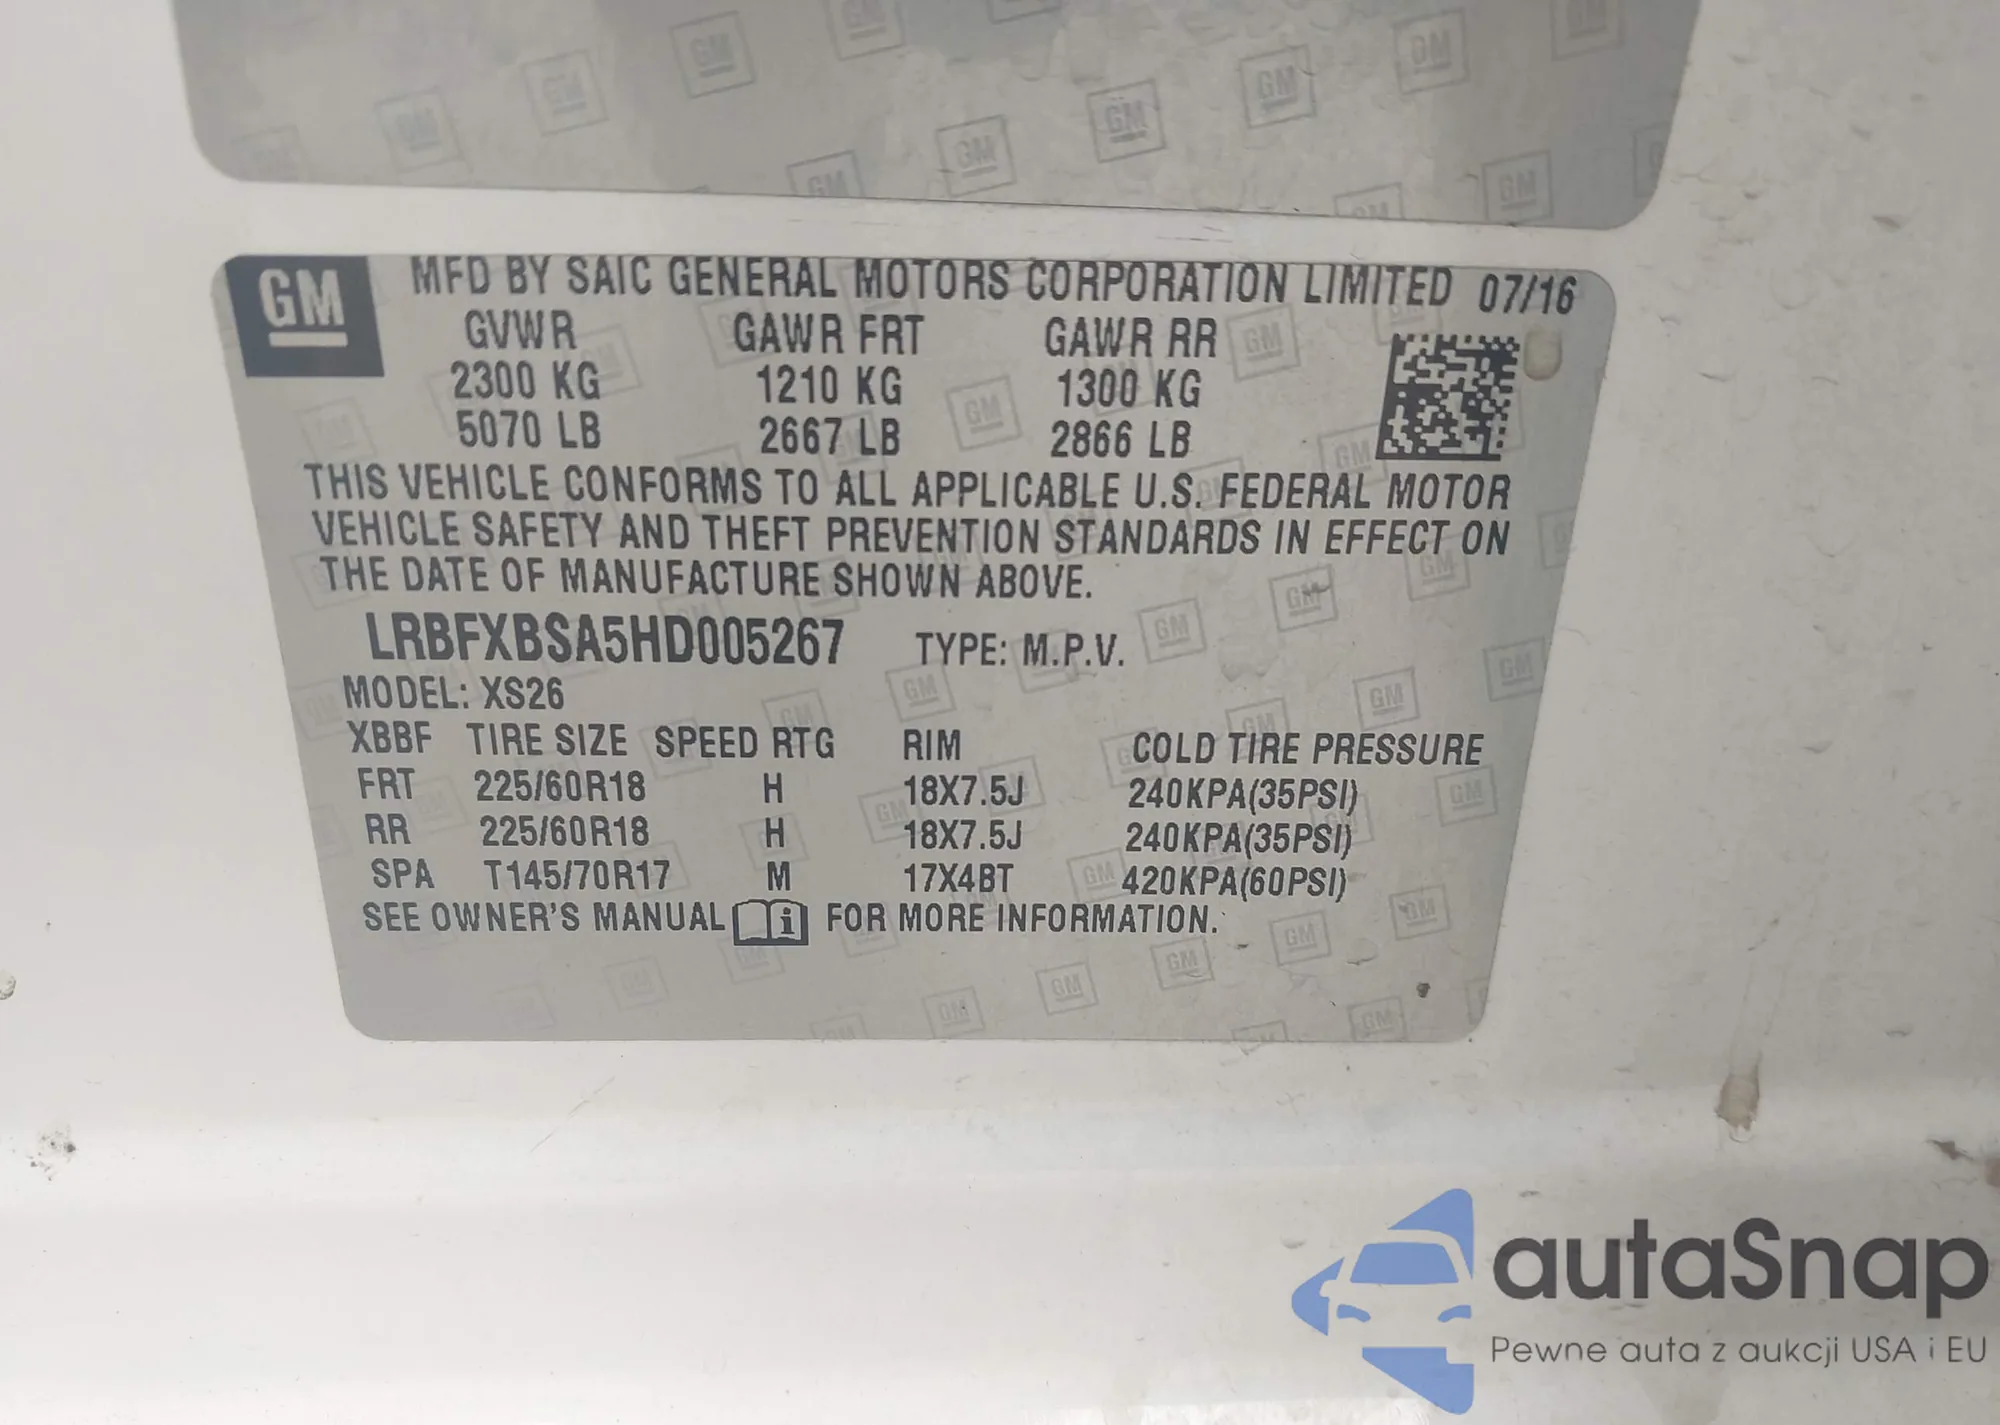 GM
MFD BY SAIC GENERAL MOTORS CORPORATION LIMITED 07/16
GVWR GAWR FRT GAWR RR
2300 KG 1210 KG 1300 KG
5070 LB 2667 LB 2866 LB
THIS VEHICLE CONFORMS TO ALL APPLICABLE U.S. FEDERAL MOTOR
VEHICLE SAFETY AND THEFT PREVENTION STANDARDS IN EFFECT ON
THE DATE OF MANUFACTURE SHOWN ABOVE.
LRBFXBSA5HD005267 TYPE: M.P.V.
MODEL: XS26
XBBF TIRE SIZE SPEED RTG RIM COLD TIRE PRESSURE
FRT 225/60R18 H 18X7.5J 240KPA(35PSI)
RR 225/60R18 H 18X7.5J 240KPA(35PSI)
SPA T145/70R17 M 17X4BT 420KPA(60PSI)
SEE OWNER'S MANUAL i FOR MORE INFORMATION.
autaSnap
Pewne auta z aukcji USA i EU